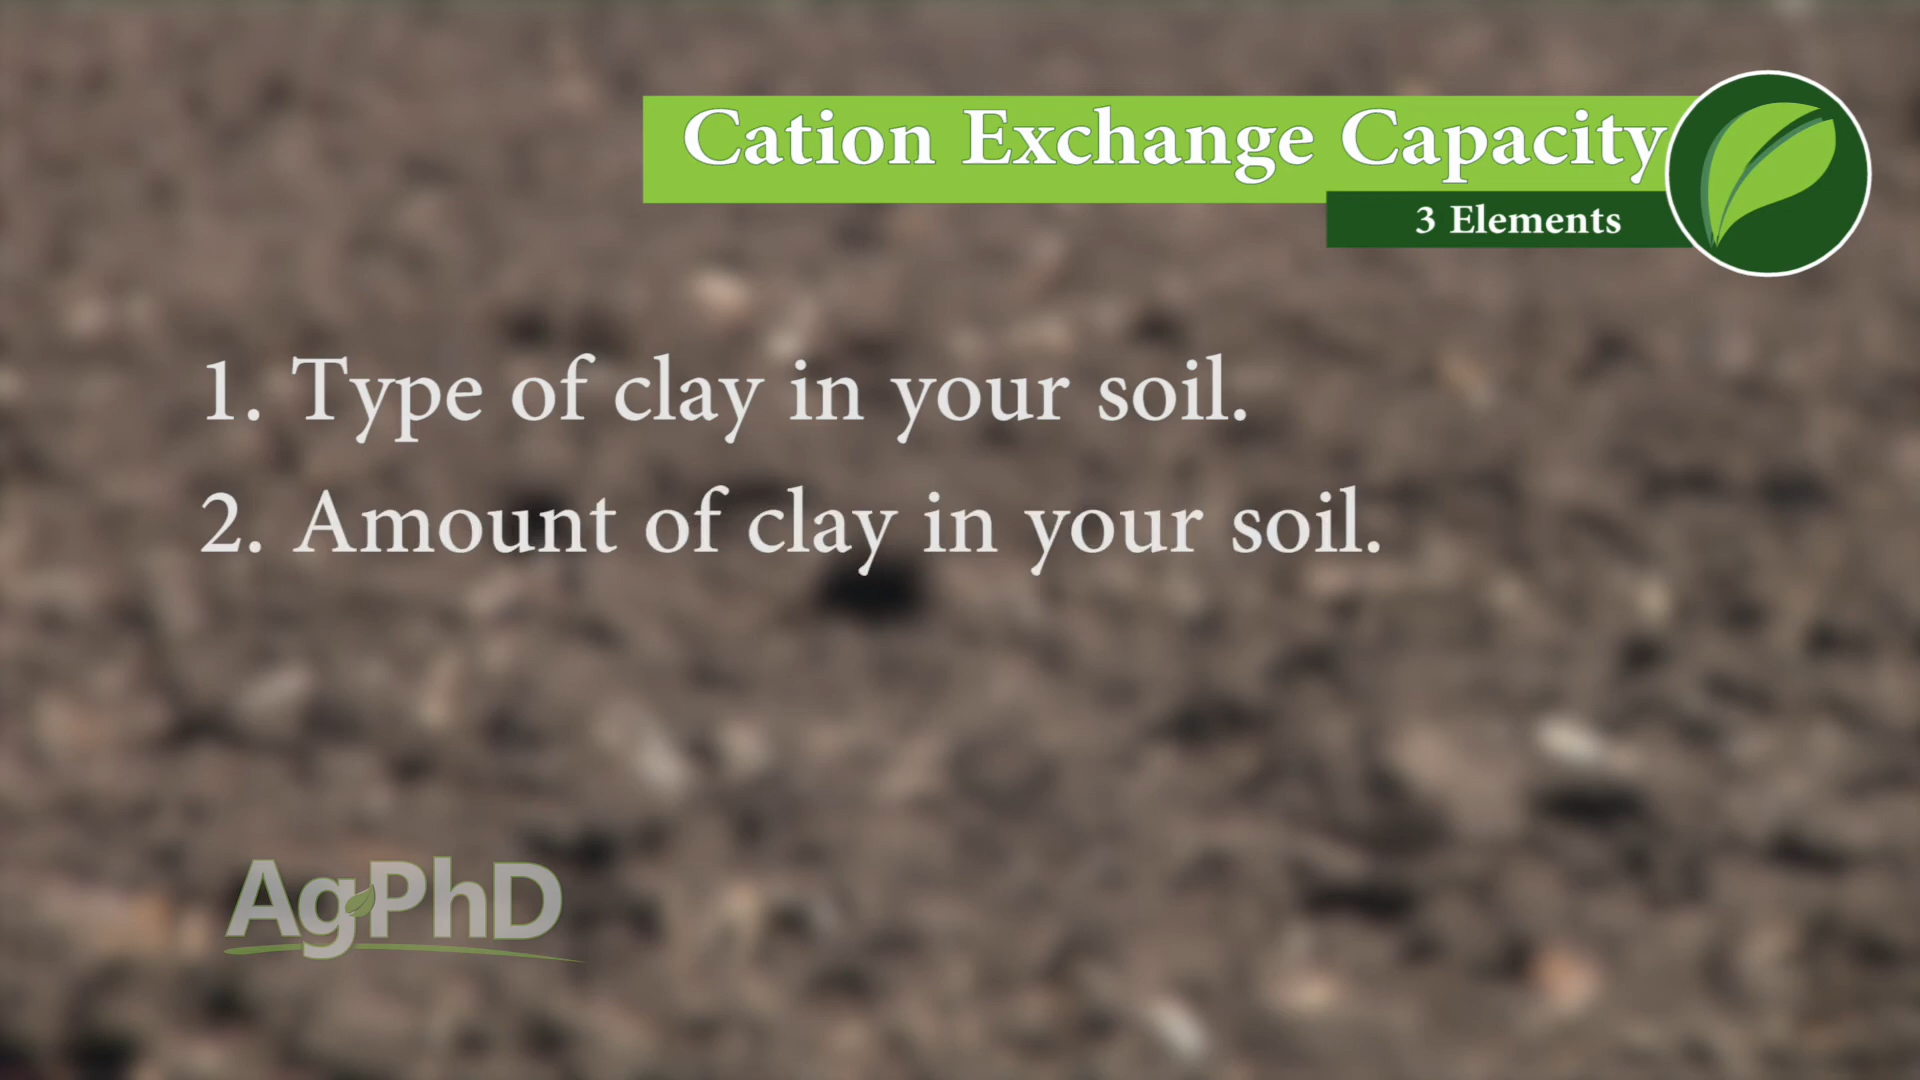 Cation Exchange Capacity
3 Elements
1. Type of clay in your soil.
2. Amount of clay in your soil.
AgPhD